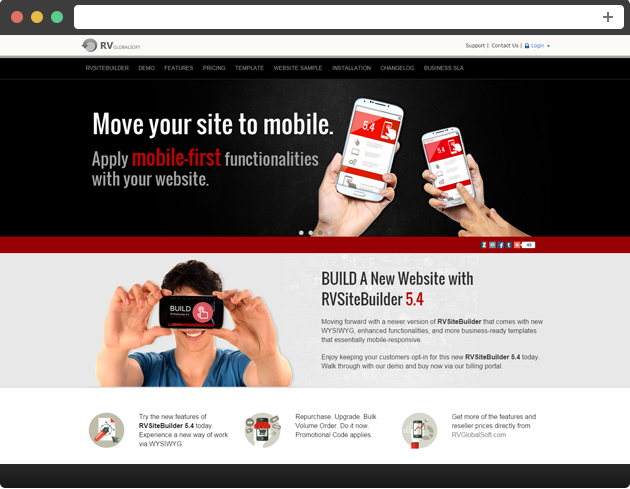 RV GLOBALSOFT
Support | Contact Us | Login
RVSITEBUILDER DEMO FEATURES PRICING TEMPLATE WEBSITE SAMPLE INSTALLATION CHANGELOG BUSINESS SLA
Move your site to mobile.
Apply mobile-first functionalities
with your website.
5.4
5.4
40
BUILD
BUILD A New Website with
RVSiteBuilder 5.4
Moving forward with a newer version of RVSiteBuilder that comes with new
WYSIWYG, enhanced functionalities, and more business-ready templates
that essentially mobile-responsive.
Enjoy keeping your customers opt-in for this new RVSiteBuilder 5.4 today.
Walk through with our demo and buy now via our billing portal.
Try the new features of
RVSiteBuilder 5.4 today.
Experience a new way of work
via WYSIWYG.
Repurchase. Upgrade. Bulk
Volume Order. Do it now.
Promotional Code applies.
Get more of the features and
reseller prices directly from
RVGlobalSoft.com